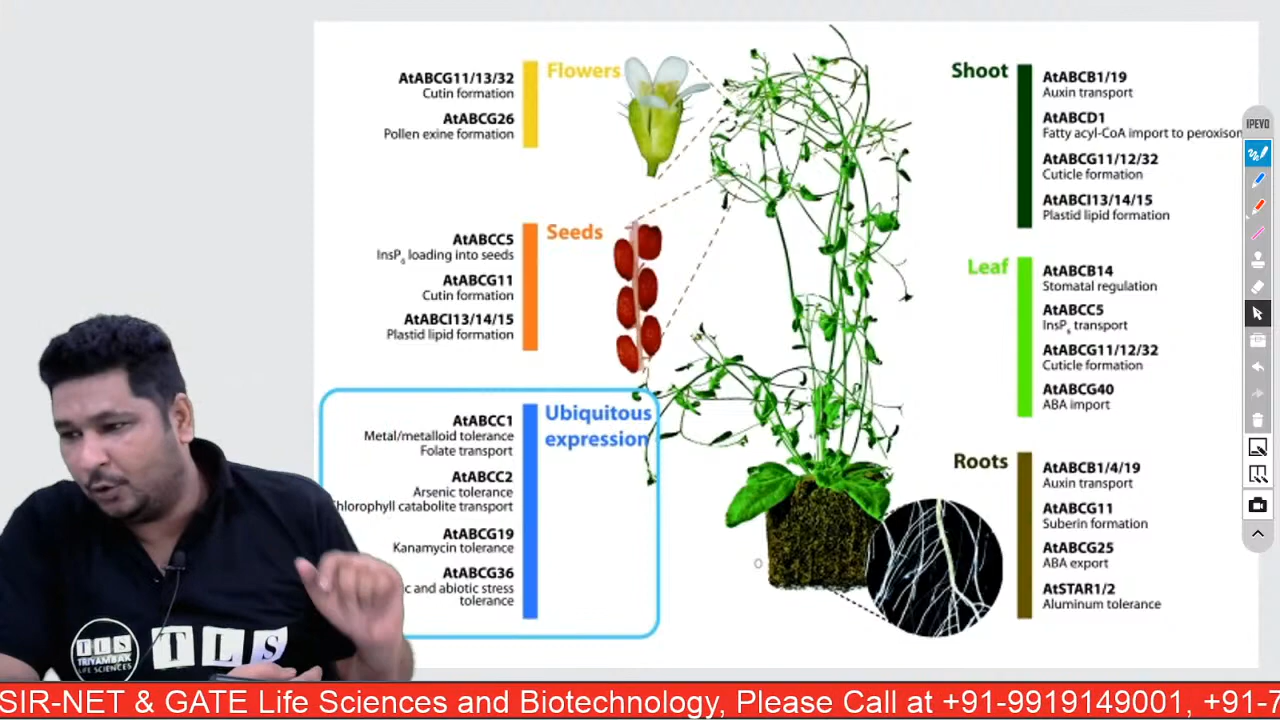 Flowers
AtABCG11/13/32
Cutin formation
AtABCG26
Pollen exine formation
Seeds
AtABCC5
InsP6 loading into seeds
AtABCG11
Cutin formation
AtABCI13/14/15
Plastid lipid formation
Ubiquitous
expression
AtABCC1
Metal/metalloid tolerance
Folate transport
AtABCC2
Arsenic tolerance
hlorophyll catabolite transport
AtABCG19
Kanamycin tolerance
AtABCG36
c and abiotic stress
tolerance
Shoot
AtABCB1/19
Auxin transport
AtABCD1
Fatty acyl-CoA import to peroxisom
AtABCG11/12/32
Cuticle formation
AtABCI13/14/15
Plastid lipid formation
Leaf
AtABCB14
Stomatal regulation
AtABCC5
InsP6 transport
AtABCG11/12/32
Cuticle formation
AtABCG40
ABA import
Roots
AtABCB1/4/19
Auxin transport
AtABCG11
Suberin formation
AtABCG25
ABA export
AtSTAR1/2
Aluminum tolerance
IPEVO
TLS
TRIYAMBAK
LIFE SCIENCES
TLS
SIR-NET & GATE Life Sciences and Biotechnology, Please Call at +91-9919149001, +91-7